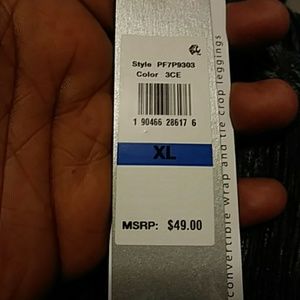 Style PF7P9303
Color 3CE
1 90466 28617 6
XL
MSRP: $49.00
convertible wrap and tie crop leggings